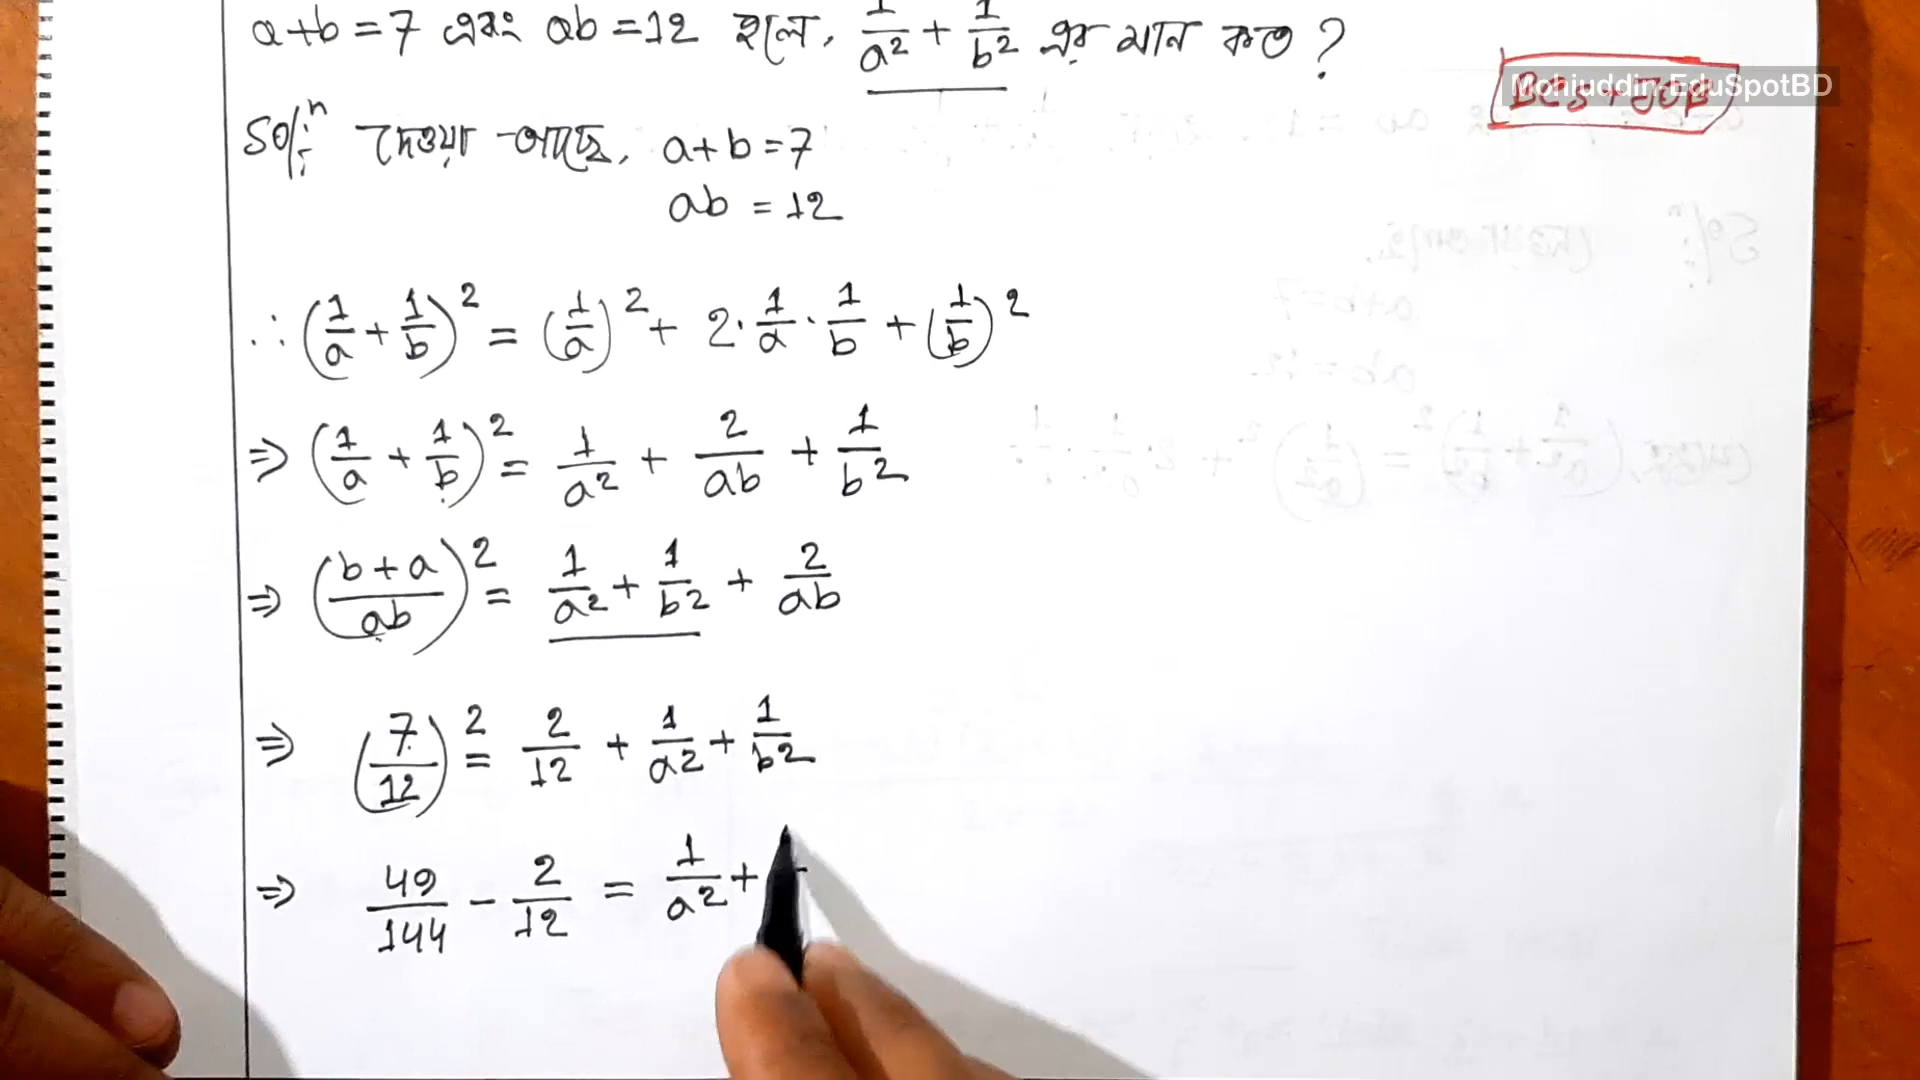 a+b=7 এবং ab=12 হলে, 1/a² + 1/b² এর মান কত ?
Mohiuddin-EduSpotBD
BCS + JOB
Sol:ⁿ দেওয়া আছে, a+b=7
ab = 12
∴ (1/a + 1/b)² = (1/a)² + 2·1/a·1/b + (1/b)²
⇒ (1/a + 1/b)² = 1/a² + 2/ab + 1/b²
⇒ (b+a/ab)² = 1/a² + 1/b² + 2/ab
⇒ (7/12)² = 2/12 + 1/a² + 1/b²
⇒ 49/144 - 2/12 = 1/a² +